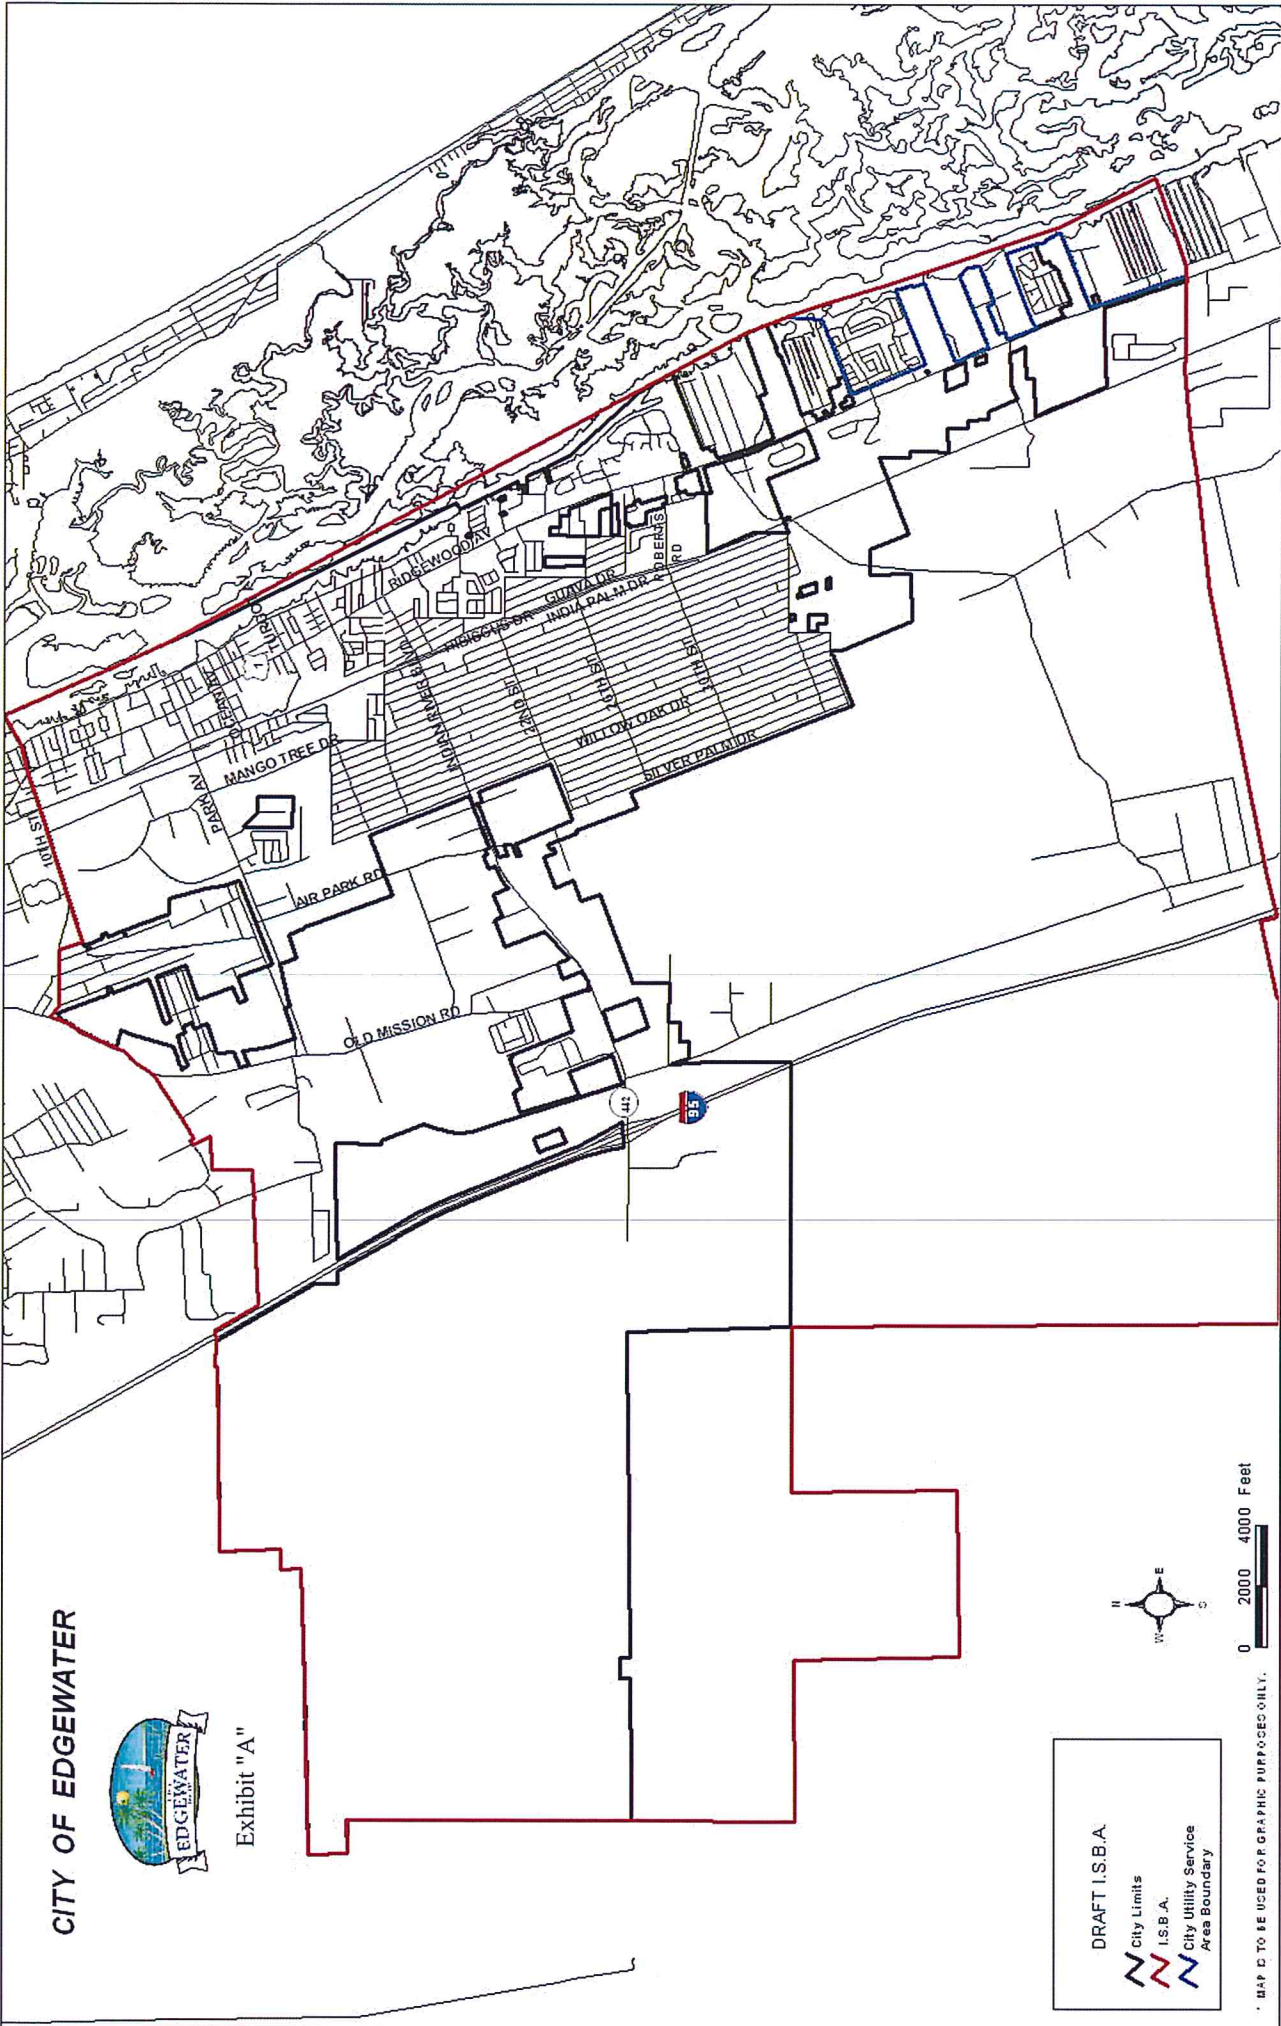 CITY OF EDGEWATER
EDGEWATER
Exhibit "A"
10TH ST
PARK AV
OCEAN AV
MANGO TREE DR
AIR PARK RD
OLD MISSION RD
RIDGEWOOD AV
INDIAN RIVER BLVD
HIBISCUS DR
GUAVA DR
INDIA PALM DR
ROBERTS RD
22ND ST
26TH ST
30TH ST
WILLOW OAK DR
SILVER PALM DR
442
95
N
W
E
S
0 2000 4000 Feet
DRAFT I.S.B.A.
City Limits
I.S.B.A.
City Utility Service
Area Boundary
* MAP IS TO BE USED FOR GRAPHIC PURPOSES ONLY.